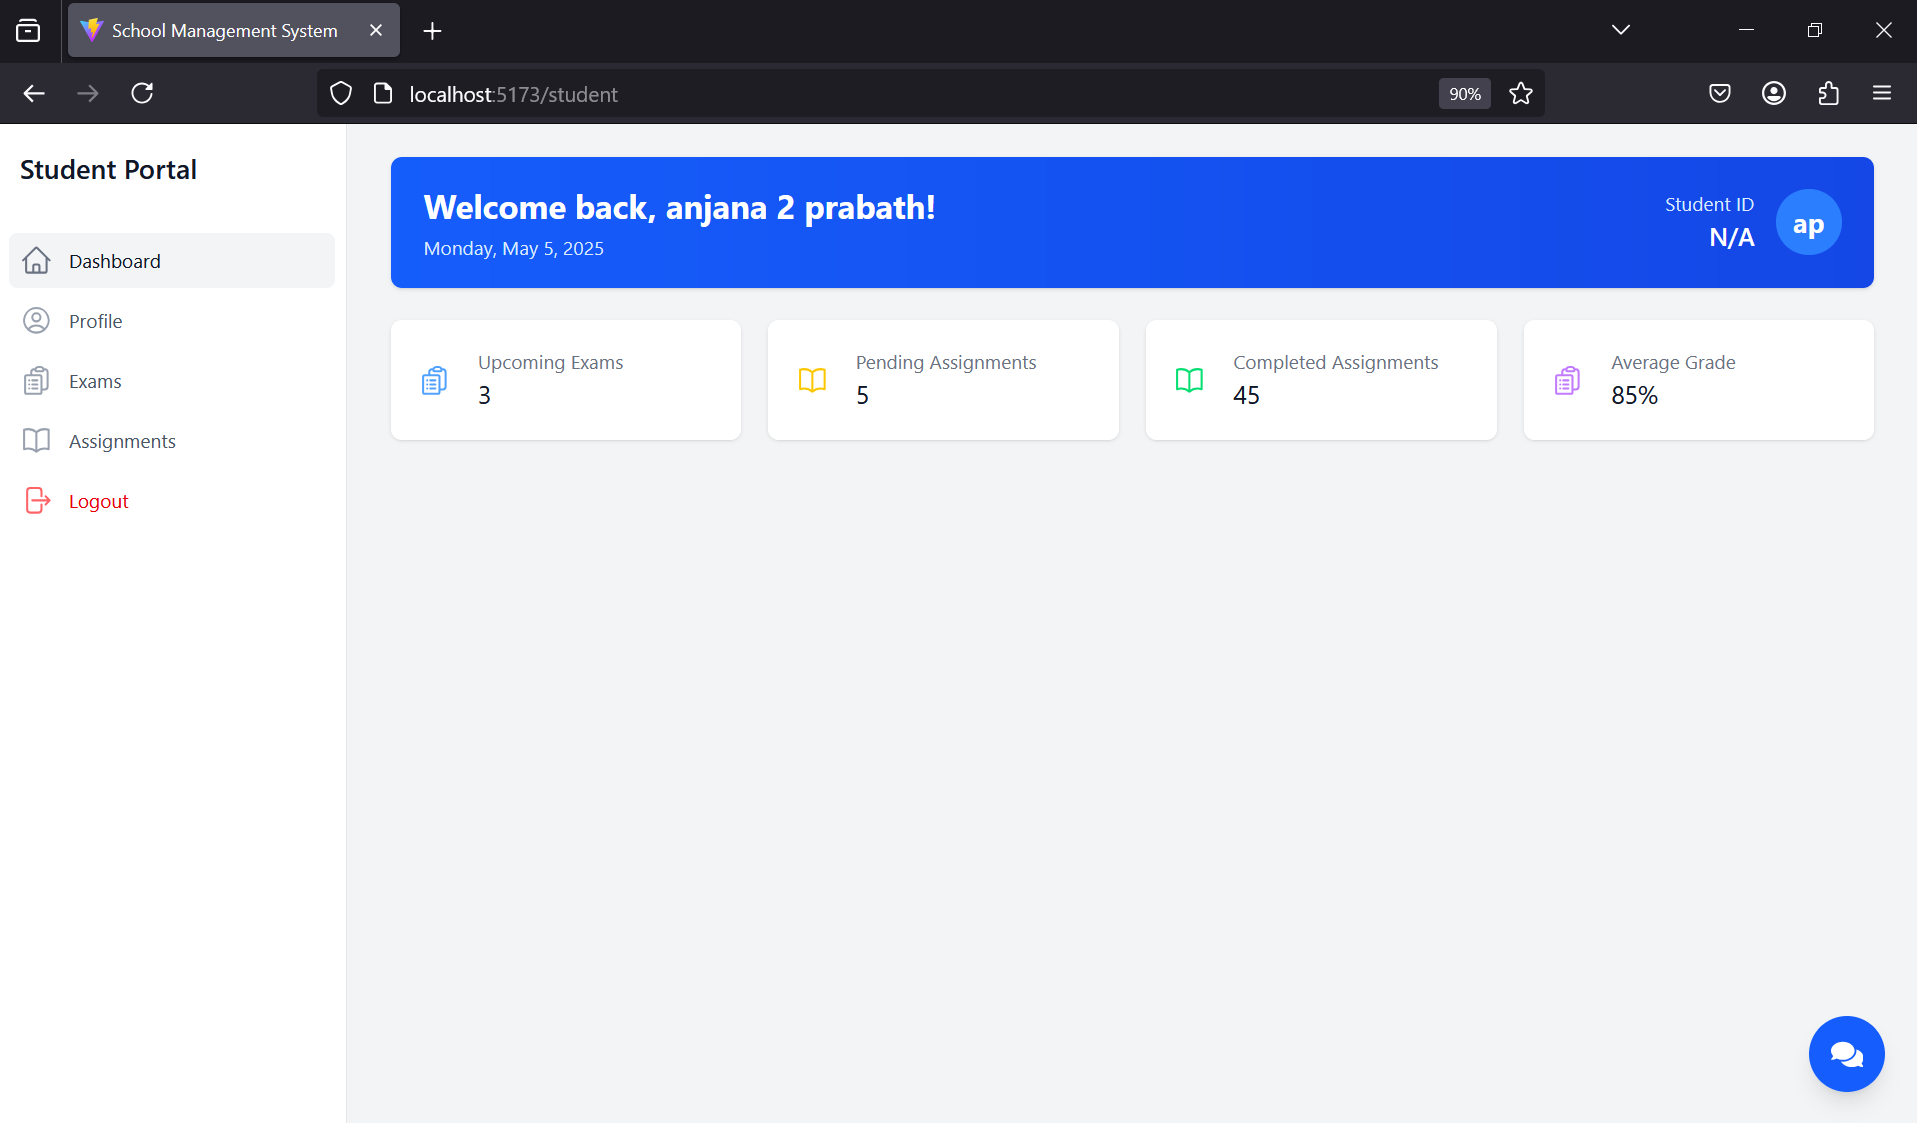 School Management System
localhost:5173/student
90%
Student Portal
Dashboard
Profile
Exams
Assignments
Logout
Welcome back, anjana 2 prabath!
Monday, May 5, 2025
Student ID
N/A
ap
Upcoming Exams
3
Pending Assignments
5
Completed Assignments
45
Average Grade
85%